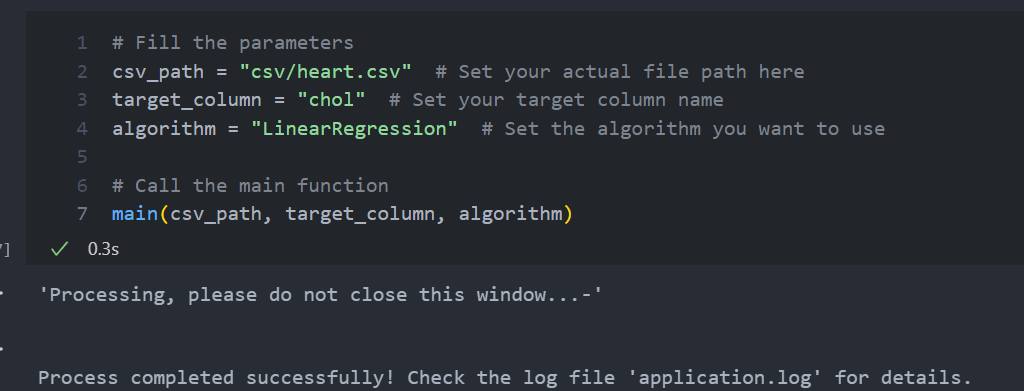 1 # Fill the parameters
2 csv_path = "csv/heart.csv"  # Set your actual file path here
3 target_column = "chol"  # Set your target column name
4 algorithm = "LinearRegression"  # Set the algorithm you want to use
5
6 # Call the main function
7 main(csv_path, target_column, algorithm)
] ✓ 0.3s
'Processing, please do not close this window...-'
Process completed successfully! Check the log file 'application.log' for details.